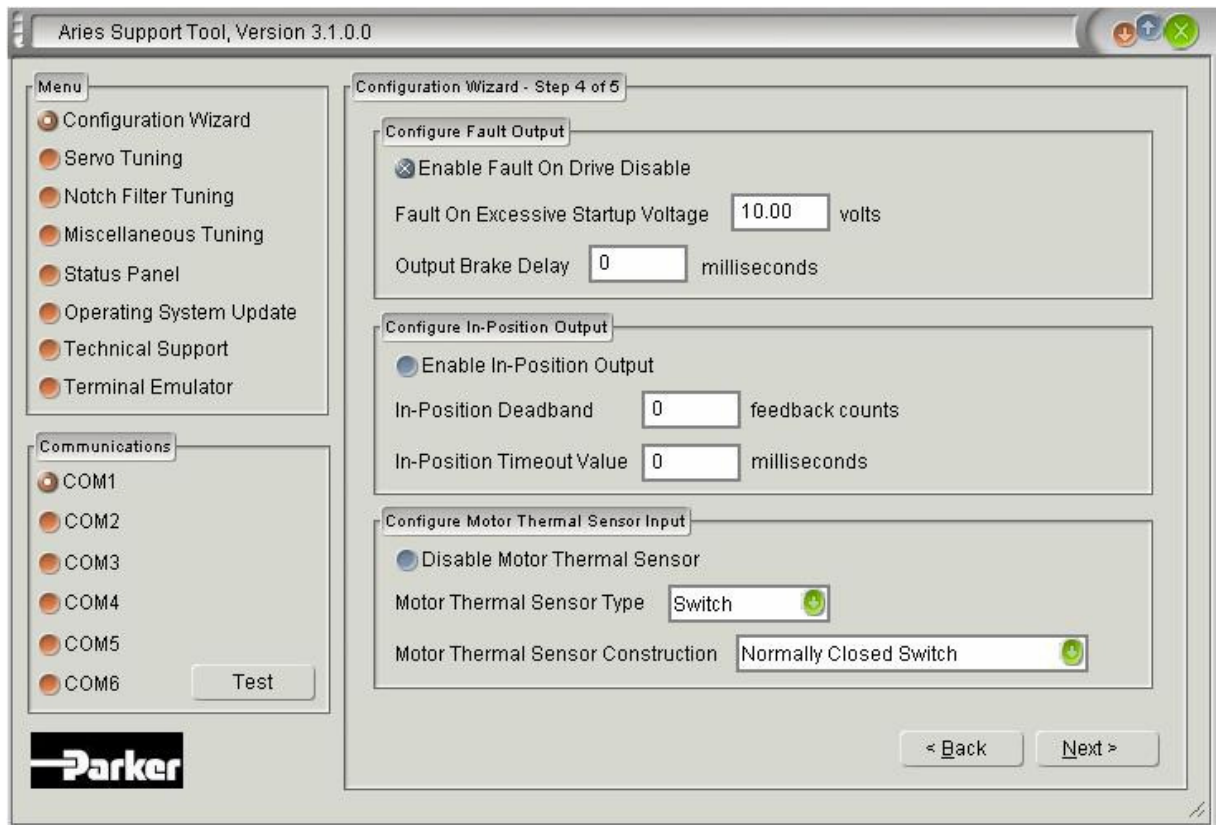 Aries Support Tool, Version 3.1.0.0
Menu
Configuration Wizard
Servo Tuning
Notch Filter Tuning
Miscellaneous Tuning
Status Panel
Operating System Update
Technical Support
Terminal Emulator
Communications
COM1
COM2
COM3
COM4
COM5
COM6
Test
Parker
Configuration Wizard - Step 4 of 5
Configure Fault Output
Enable Fault On Drive Disable
Fault On Excessive Startup Voltage 10.00 volts
Output Brake Delay 0 milliseconds
Configure In-Position Output
Enable In-Position Output
In-Position Deadband 0 feedback counts
In-Position Timeout Value 0 milliseconds
Configure Motor Thermal Sensor Input
Disable Motor Thermal Sensor
Motor Thermal Sensor Type Switch
Motor Thermal Sensor Construction Normally Closed Switch
< Back Next >